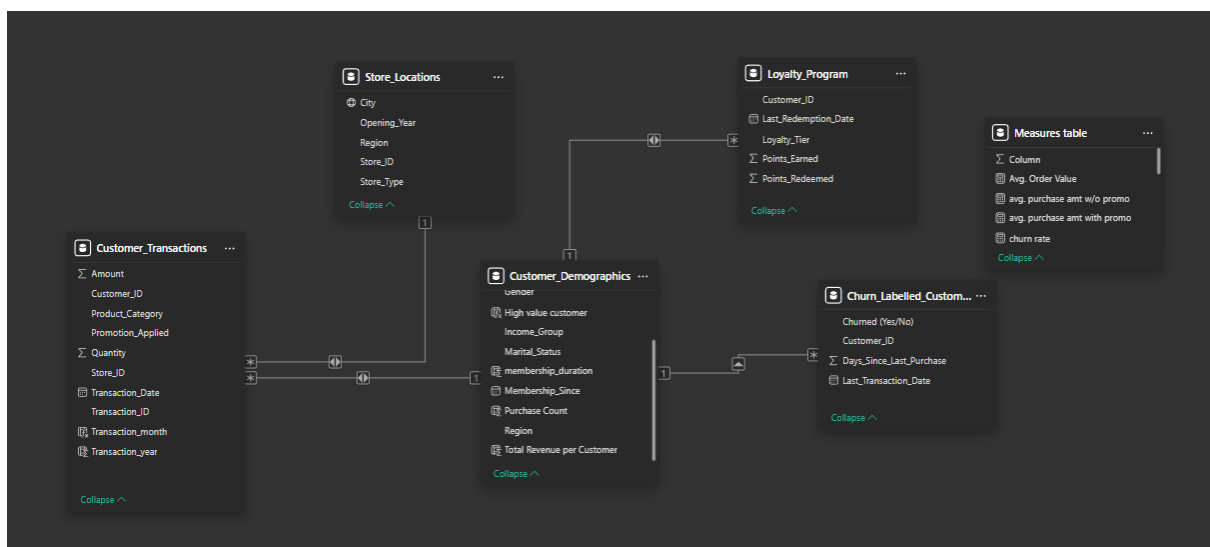 Store_Locations
...
City
Opening_Year
Region
Store_ID
Store_Type
Collapse
1
Loyalty_Program
...
Customer_ID
Last_Redemption_Date
Loyalty_Tier
Σ Points_Earned
Σ Points_Redeemed
Collapse
*
1
Measures table
...
Σ Column
Avg. Order Value
avg. purchase amt w/o promo
avg. purchase amt with promo
churn rate
Collapse
Customer_Transactions
...
Σ Amount
Customer_ID
Product_Category
Promotion_Applied
Σ Quantity
Store_ID
Transaction_Date
Transaction_ID
Transaction_month
Transaction_year
Collapse
*
*
1
Customer_Demographics
...
Gender
High value customer
Income_Group
Marital_Status
membership_duration
Membership_Since
Purchase Count
Region
Total Revenue per Customer
Collapse
1
*
Churn_Labelled_Custom...
...
Churned (Yes/No)
Customer_ID
Σ Days_Since_Last_Purchase
Last_Transaction_Date
Collapse